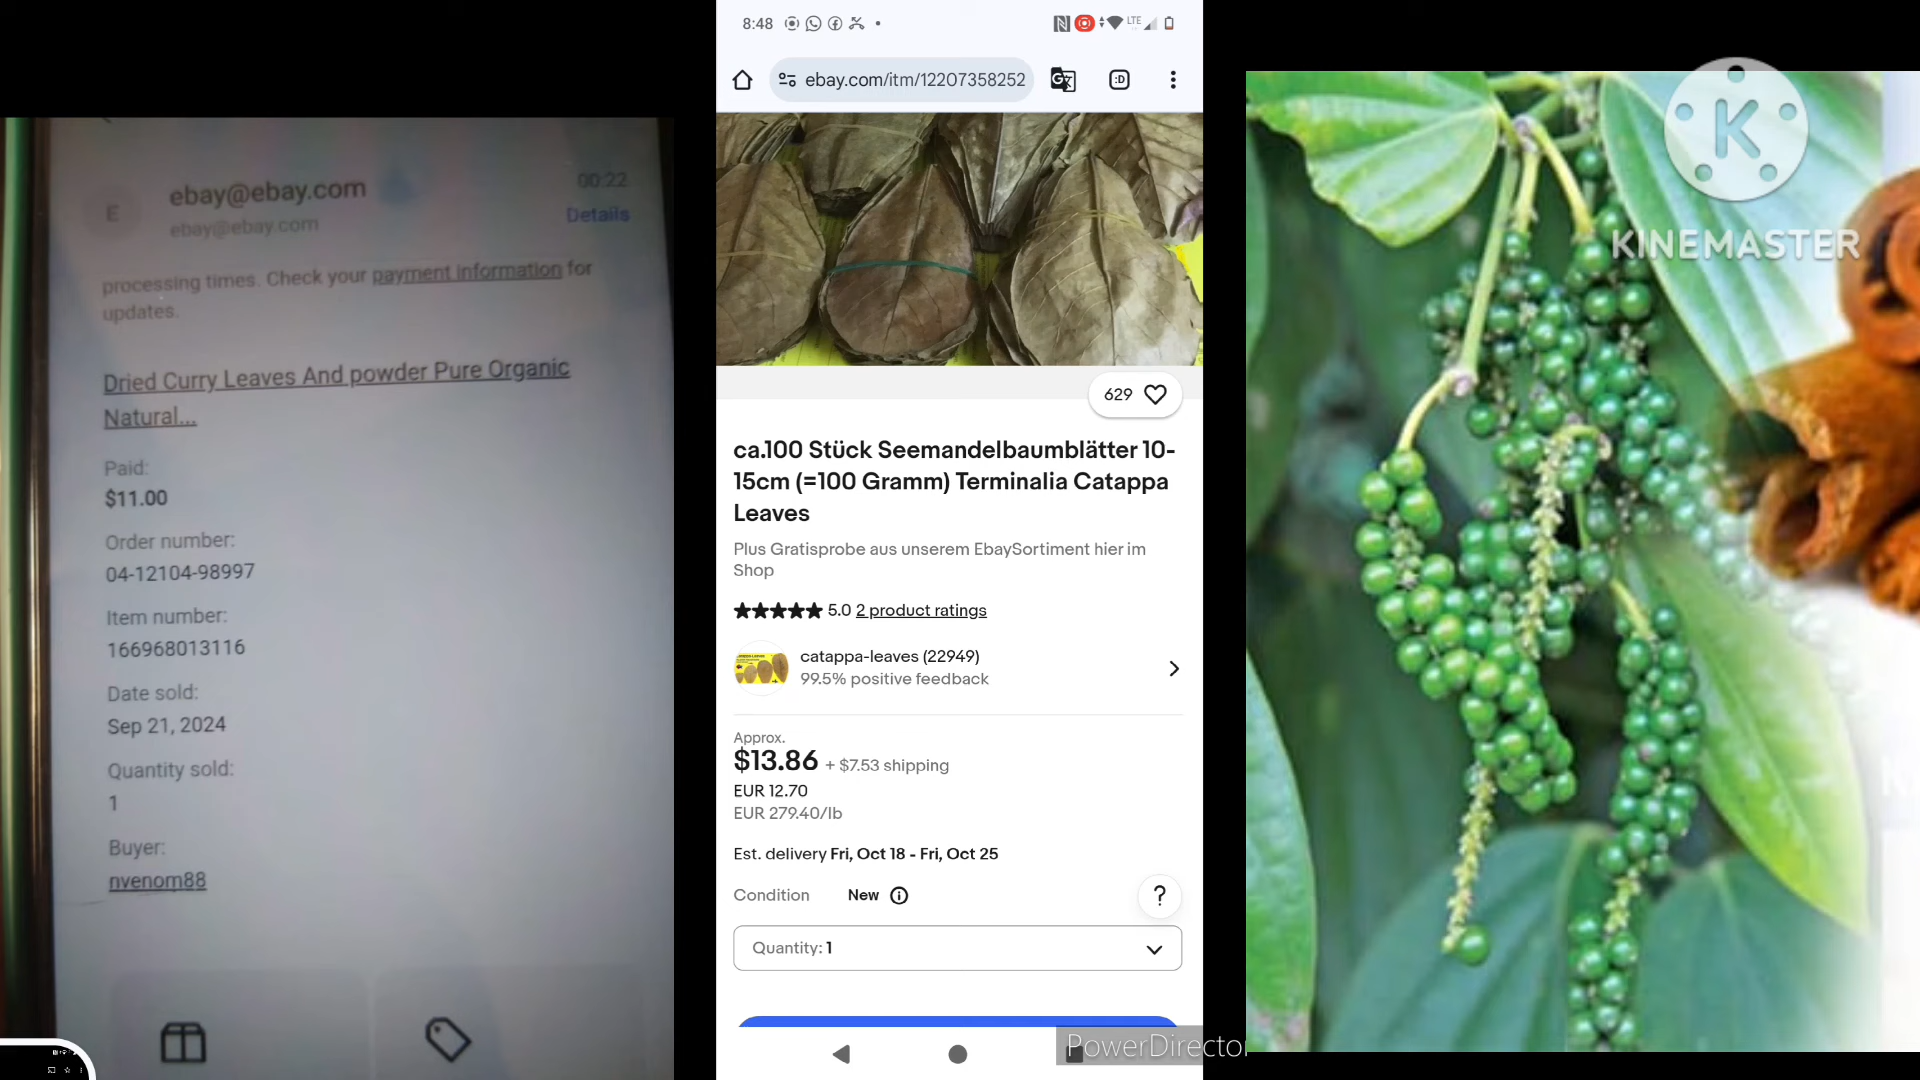 E
ebay@ebay.com
00:22
ebay@ebay.com
Details
processing times. Check your payment information for
updates.
Dried Curry Leaves And powder Pure Organic
Natural...
Paid:
$11.00
Order number:
04-12104-98997
Item number:
166968013116
Date sold:
Sep 21, 2024
Quantity sold:
1
Buyer:
nvenom88
8:48
LTE
ebay.com/itm/12207358252
:D
629
ca.100 Stück Seemandelbaumblätter 10-
15cm (=100 Gramm) Terminalia Catappa
Leaves
Plus Gratisprobe aus unserem EbaySortiment hier im
Shop
5.0 2 product ratings
catappa-leaves (22949)
99.5% positive feedback
Approx.
$13.86 + $7.53 shipping
EUR 12.70
EUR 279.40/lb
Est. delivery Fri, Oct 18 - Fri, Oct 25
Condition New
?
Quantity: 1
PowerDirecto
K
KINEMASTER